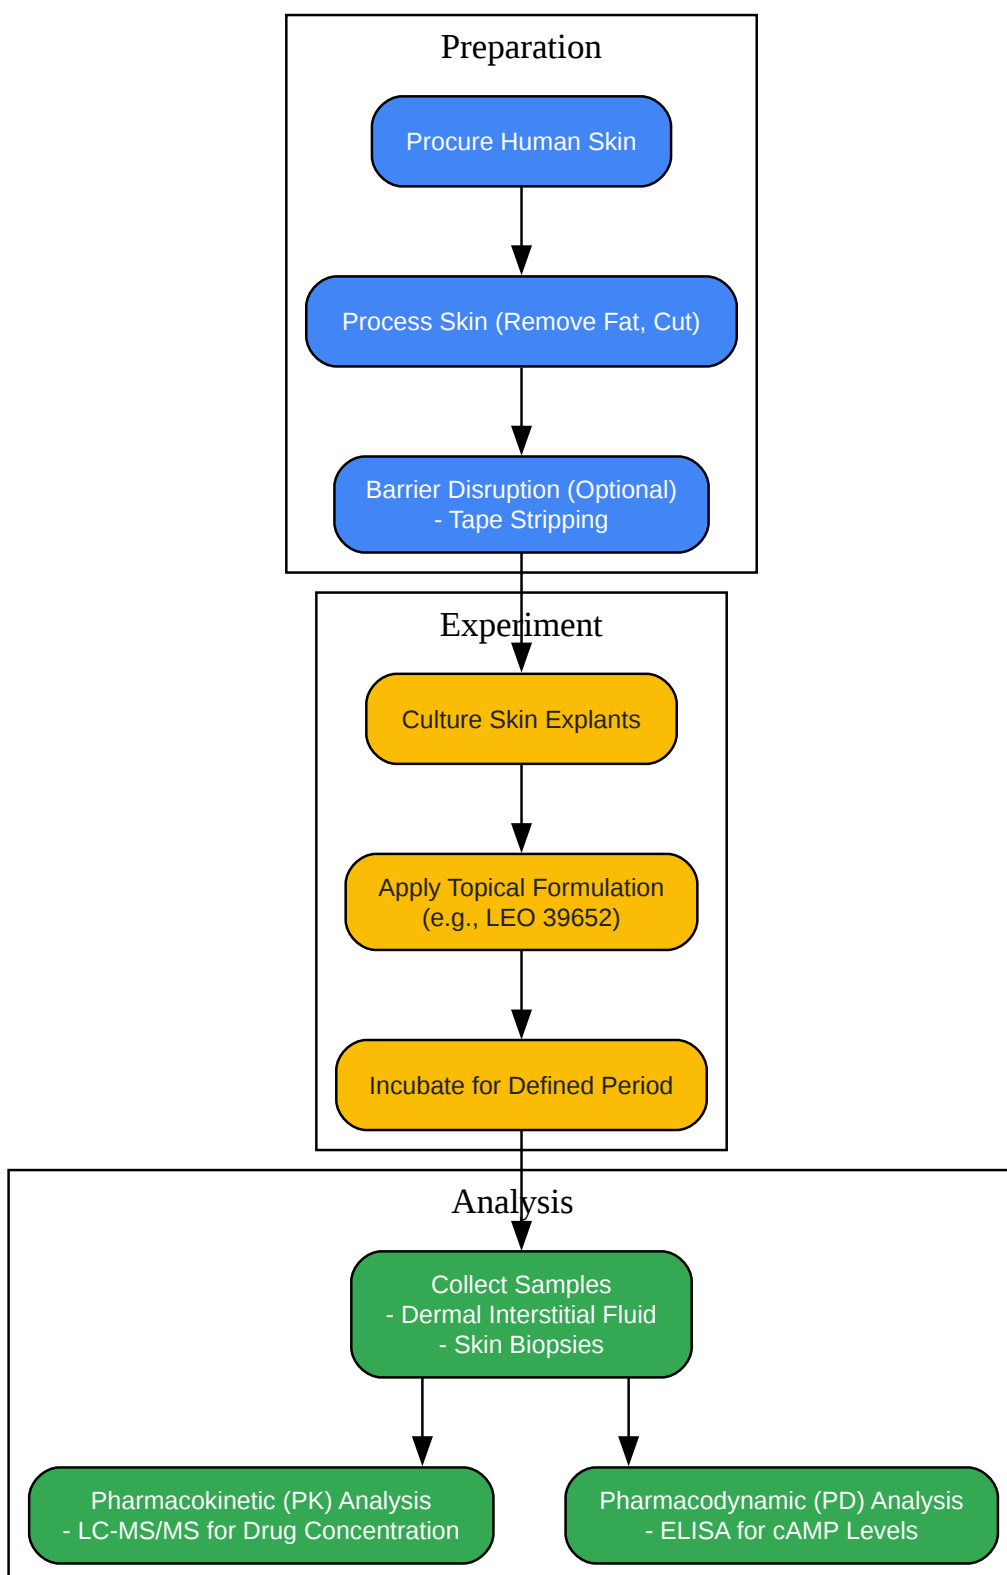 Preparation
Procure Human Skin
Process Skin (Remove Fat, Cut)
Barrier Disruption (Optional)
- Tape Stripping
Experiment
Culture Skin Explants
Apply Topical Formulation
(e.g., LEO 39652)
Incubate for Defined Period
Analysis
Collect Samples
- Dermal Interstitial Fluid
- Skin Biopsies
Pharmacokinetic (PK) Analysis
- LC-MS/MS for Drug Concentration
Pharmacodynamic (PD) Analysis
- ELISA for cAMP Levels